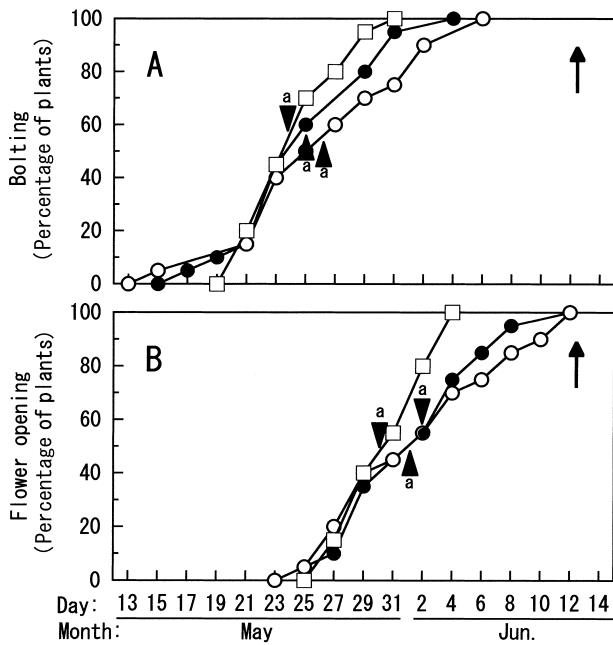 100
A
80
a
60
a
40
a
20
0
Bolting
(Percentage of plants)
100
B
80
a
a
60
40
a
20
0
Flower opening
(Percentage of plants)
Day: 13 15 17 19 21 23 25 27 29 31 2 4 6 8 10 12 14
Month: May Jun.